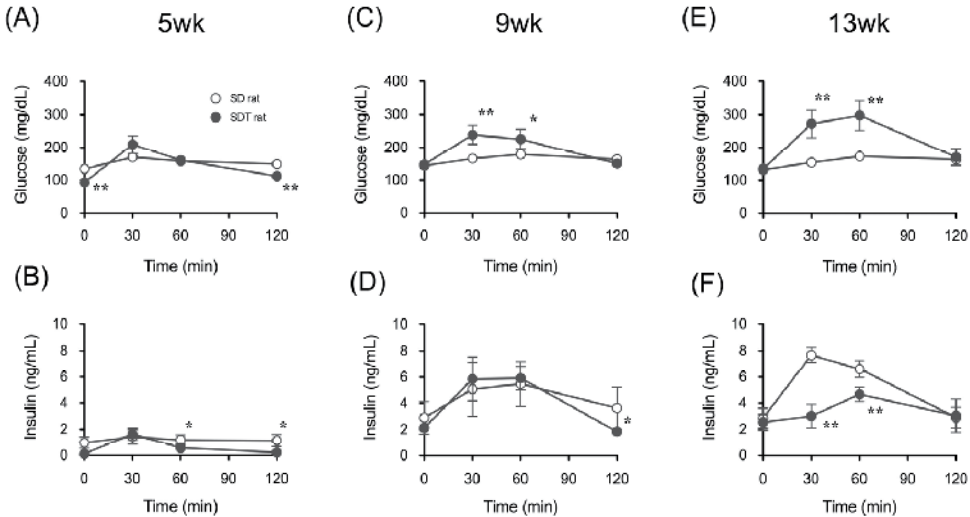 (A) 5wk
Glucose (mg/dL)
400
300
200
100
0
○ SD rat
● SDT rat
**
**
0 30 60 90 120
Time (min)
(C) 9wk
Glucose (mg/dL)
400
300
200
100
0
**
*
0 30 60 90 120
Time (min)
(E) 13wk
Glucose (mg/dL)
400
300
200
100
0
**
**
0 30 60 90 120
Time (min)
(B)
Insulin (ng/mL)
10
8
6
4
2
0
*
*
0 30 60 90 120
Time (min)
(D)
Insulin (ng/mL)
10
8
6
4
2
0
*
0 30 60 90 120
Time (min)
(F)
Insulin (ng/mL)
10
8
6
4
2
0
**
**
0 30 60 90 120
Time (min)